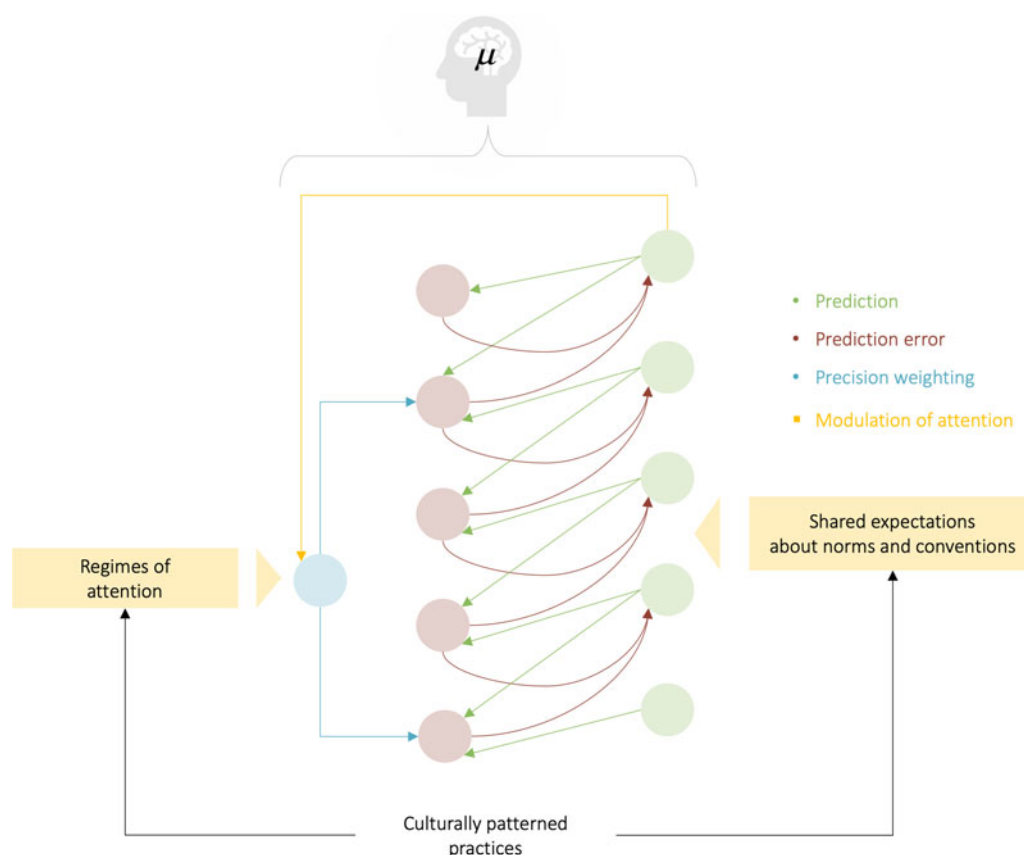 μ
Prediction
Prediction error
Precision weighting
Modulation of attention
Shared expectations
about norms and conventions
Regimes of
attention
Culturally patterned
practices